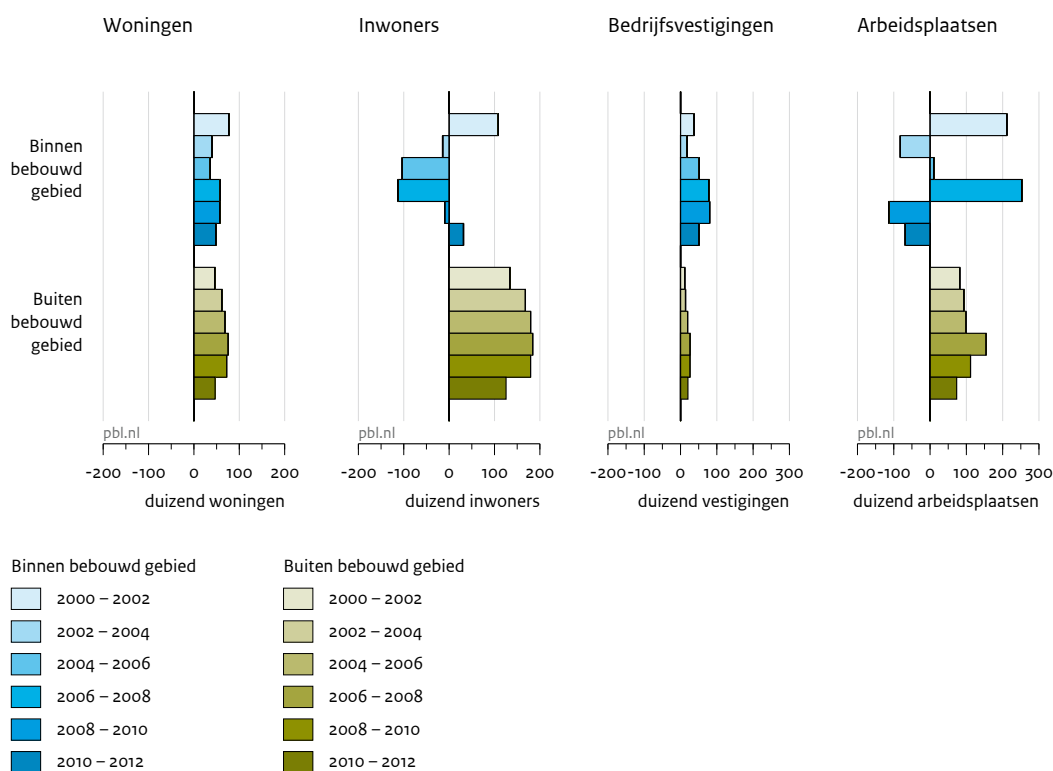 Woningen
Inwoners
Bedrijfsvestigingen
Arbeidsplaatsen
Binnen
bebouwd
gebied
Buiten
bebouwd
gebied
pbl.nl
pbl.nl
pbl.nl
pbl.nl
-200 -100 0 100 200
-200 -100 0 100 200
-200 -100 0 100 200 300
-200 -100 0 100 200 300
duizend woningen
duizend inwoners
duizend vestigingen
duizend arbeidsplaatsen
Binnen bebouwd gebied
2000 – 2002
2002 – 2004
2004 – 2006
2006 – 2008
2008 – 2010
2010 – 2012
Buiten bebouwd gebied
2000 – 2002
2002 – 2004
2004 – 2006
2006 – 2008
2008 – 2010
2010 – 2012